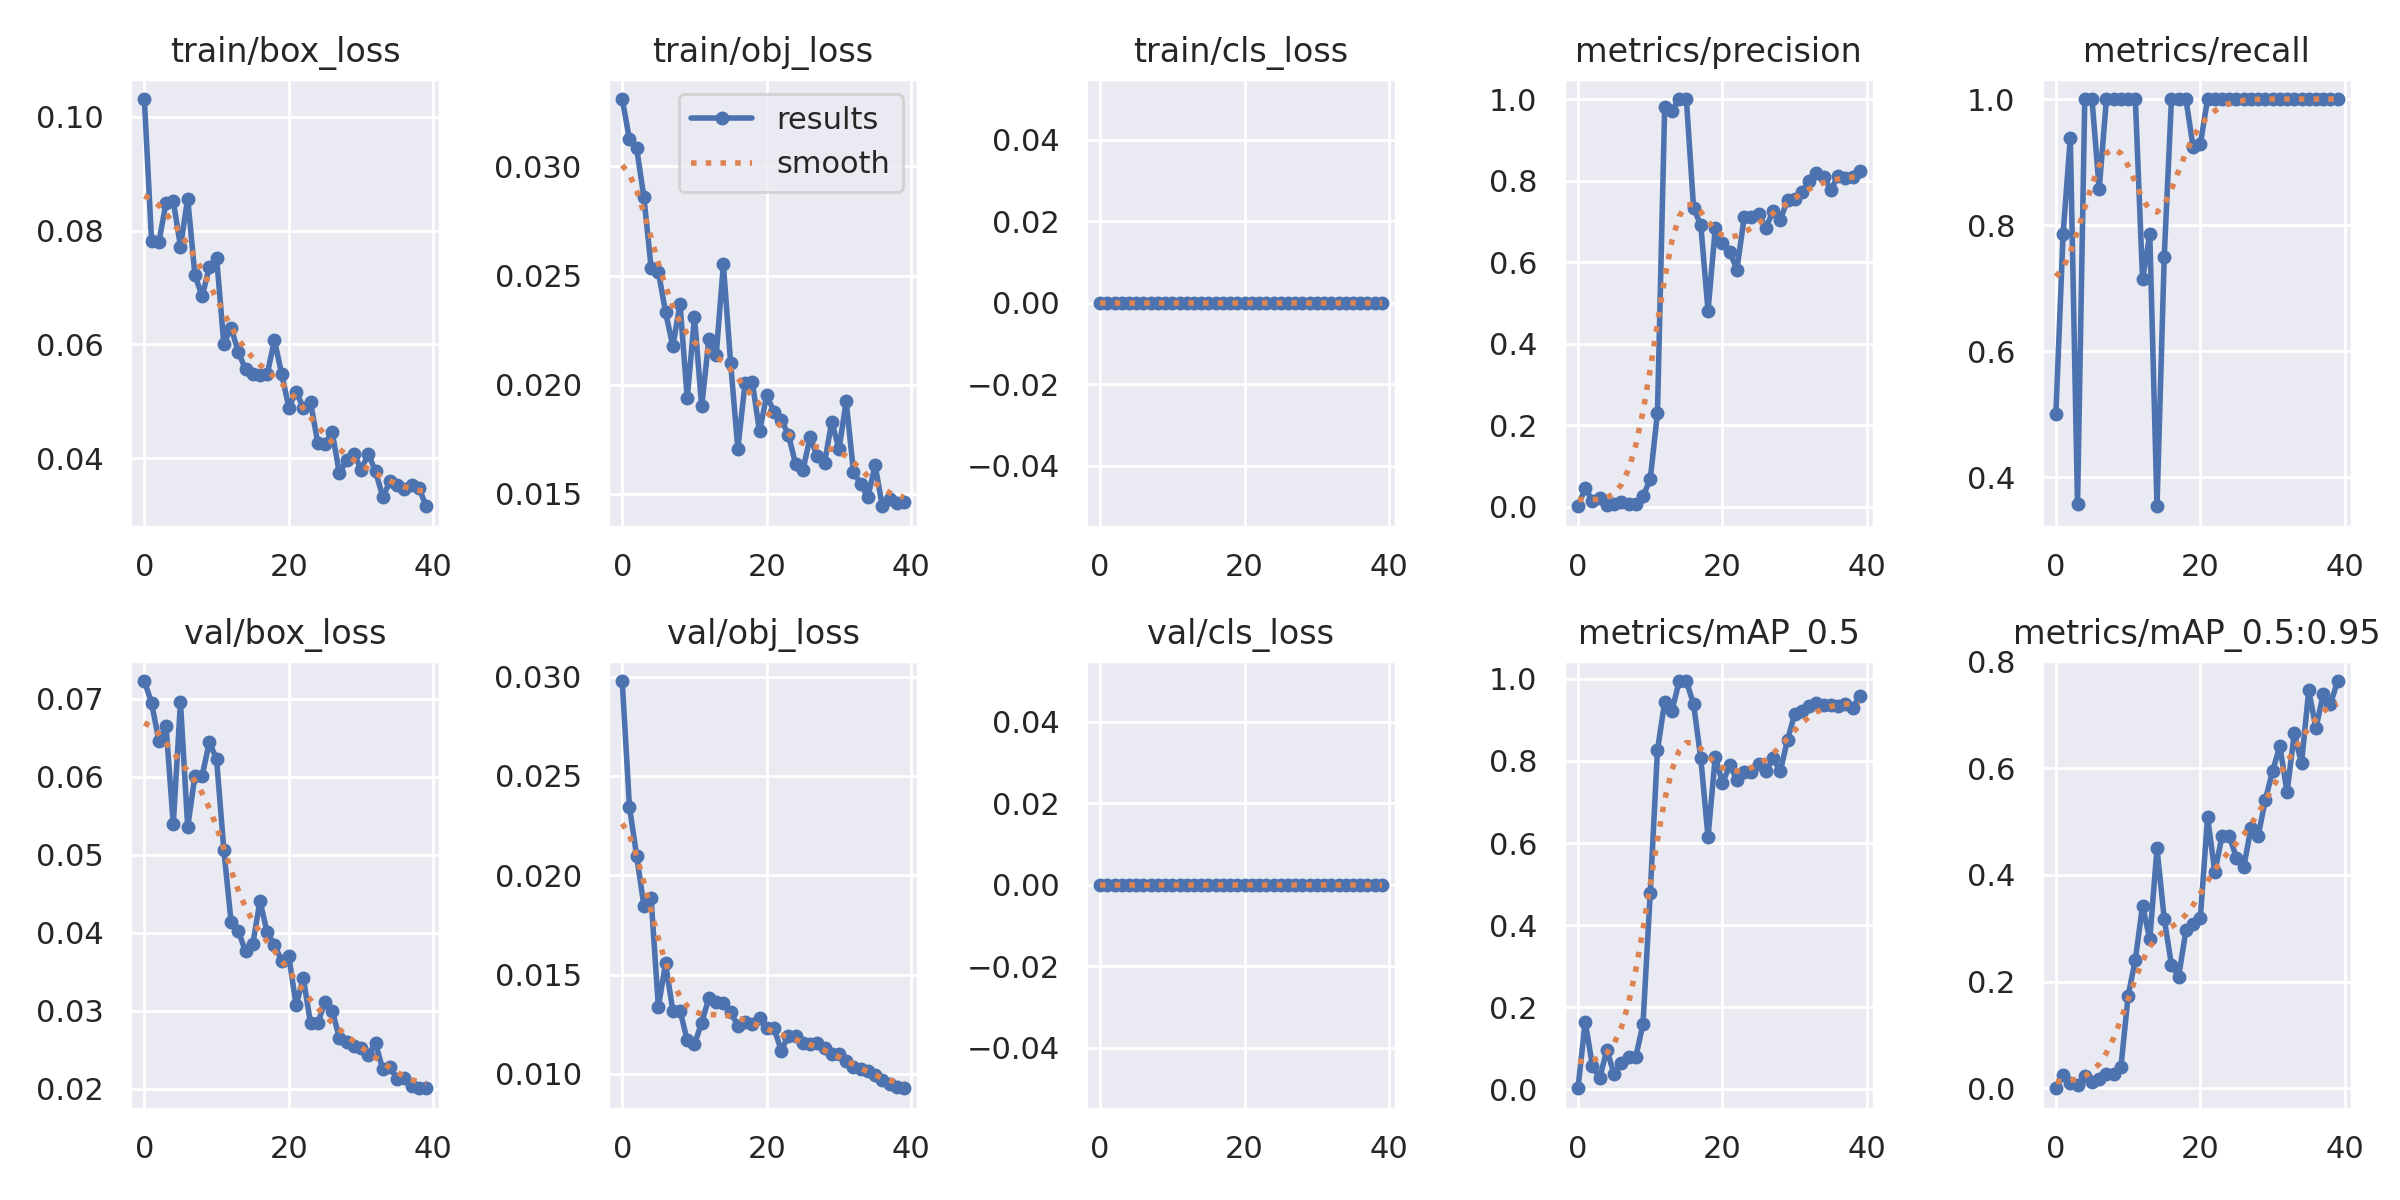 train/box_loss
train/obj_loss
train/cls_loss
metrics/precision
metrics/recall
0.10
0.08
0.06
0.04
0 20 40
results
smooth
0.030
0.025
0.020
0.015
0 20 40
0.04
0.02
0.00
−0.02
−0.04
0 20 40
1.0
0.8
0.6
0.4
0.2
0.0
0 20 40
1.0
0.8
0.6
0.4
0 20 40
val/box_loss
val/obj_loss
val/cls_loss
metrics/mAP_0.5
metrics/mAP_0.5:0.95
0.07
0.06
0.05
0.04
0.03
0.02
0 20 40
0.030
0.025
0.020
0.015
0.010
0 20 40
0.04
0.02
0.00
−0.02
−0.04
0 20 40
1.0
0.8
0.6
0.4
0.2
0.0
0 20 40
0.8
0.6
0.4
0.2
0.0
0 20 40